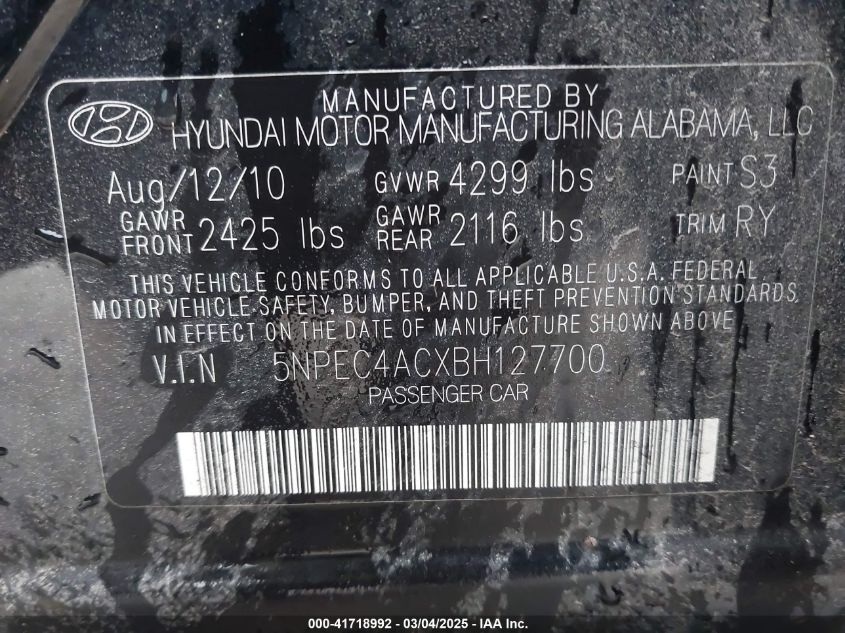 MANUFACTURED BY
HYUNDAI MOTOR MANUFACTURING ALABAMA, LLC
Aug/12/10 GVWR 4299 lbs PAINT S3
GAWR FRONT 2425 lbs GAWR REAR 2116 lbs TRIM RY
THIS VEHICLE CONFORMS TO ALL APPLICABLE U.S.A. FEDERAL
MOTOR VEHICLE SAFETY, BUMPER, AND THEFT PREVENTION STANDARDS
IN EFFECT ON THE DATE OF MANUFACTURE SHOWN ABOVE
V.I.N 5NPEC4ACXBH127700
PASSENGER CAR
000-41718992 - 03/04/2025 - IAA Inc.